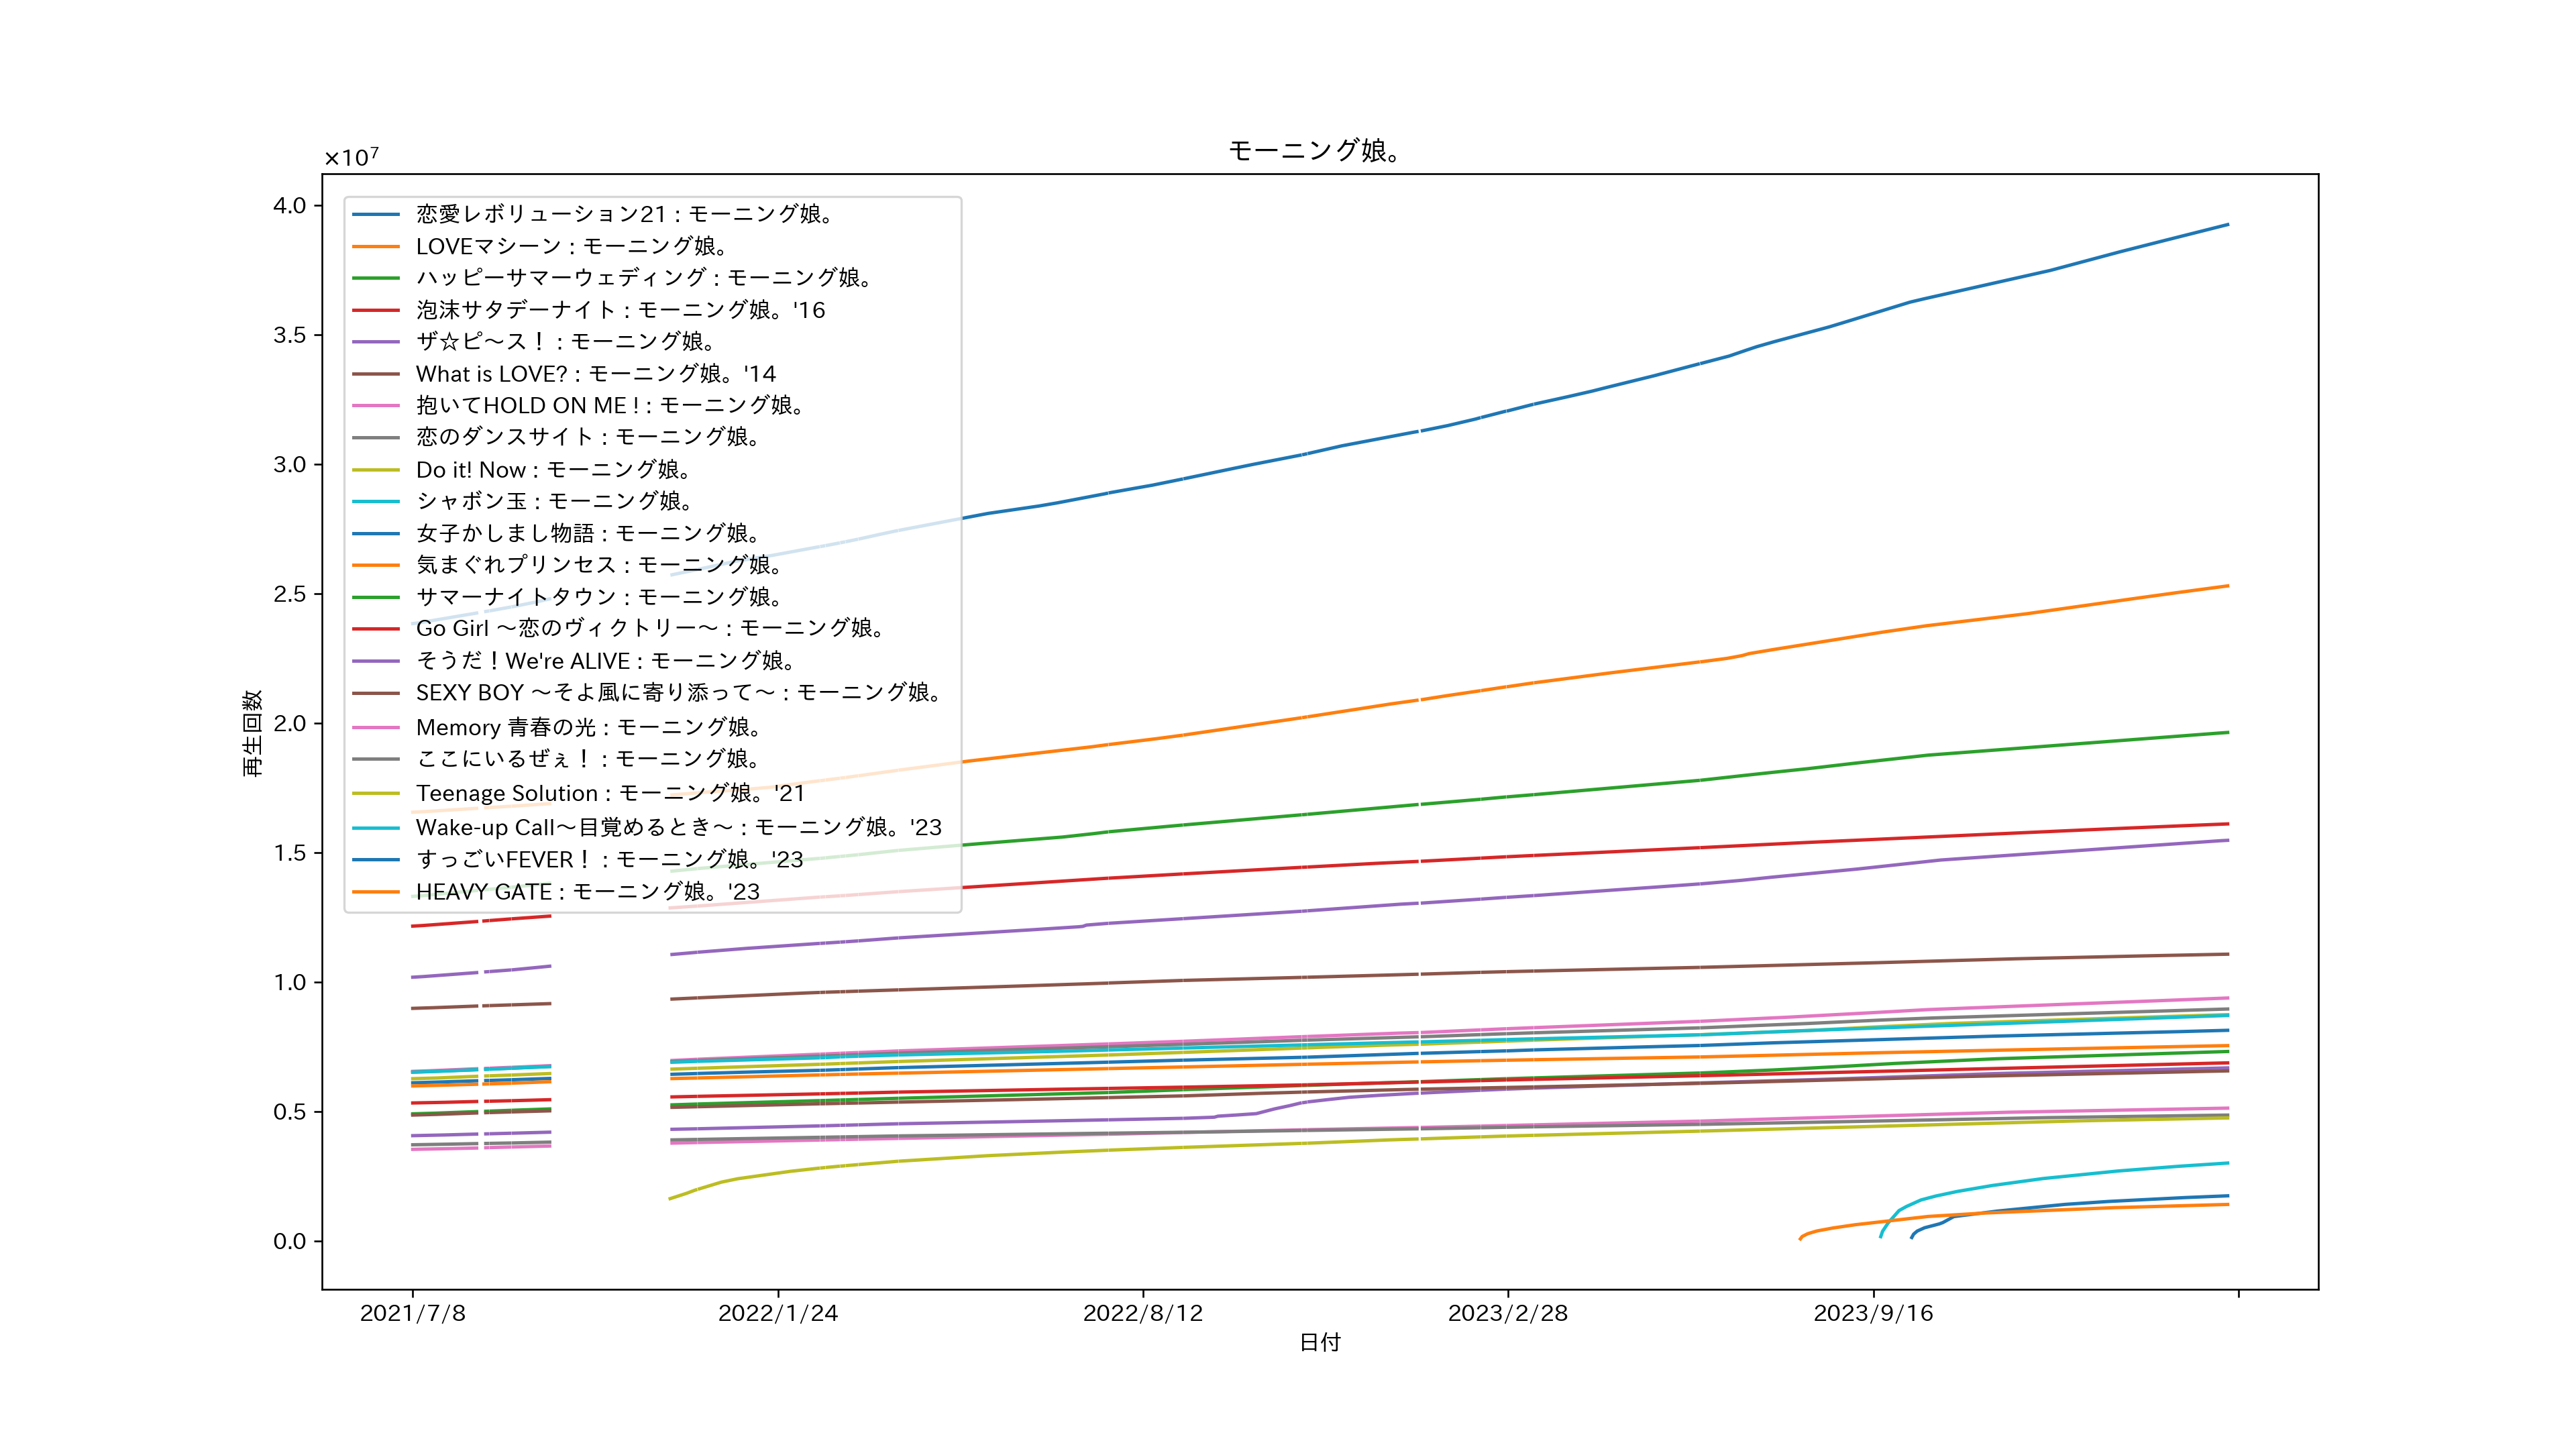 モーニング娘。
×10⁷
4.0
3.5
3.0
2.5
2.0
1.5
1.0
0.5
0.0
再生回数
恋愛レボリューション21 : モーニング娘。
LOVEマシーン : モーニング娘。
ハッピーサマーウェディング : モーニング娘。
泡沫サタデーナイト : モーニング娘。'16
ザ☆ピ～ス！ : モーニング娘。
What is LOVE? : モーニング娘。'14
抱いてHOLD ON ME ! : モーニング娘。
恋のダンスサイト : モーニング娘。
Do it! Now : モーニング娘。
シャボン玉 : モーニング娘。
女子かしまし物語 : モーニング娘。
気まぐれプリンセス : モーニング娘。
サマーナイトタウン : モーニング娘。
Go Girl ～恋のヴィクトリー～ : モーニング娘。
そうだ！We're ALIVE : モーニング娘。
SEXY BOY ～そよ風に寄り添って～ : モーニング娘。
Memory 青春の光 : モーニング娘。
ここにいるぜぇ！ : モーニング娘。
Teenage Solution : モーニング娘。'21
Wake-up Call～目覚めるとき～ : モーニング娘。'23
すっごいFEVER！ : モーニング娘。'23
HEAVY GATE : モーニング娘。'23
2021/7/8
2022/1/24
2022/8/12
2023/2/28
2023/9/16
日付